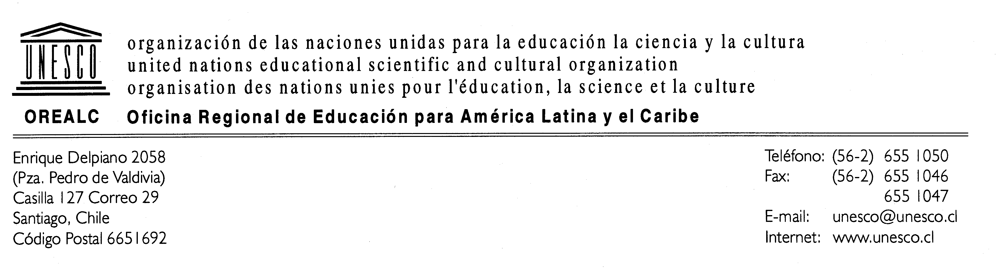 UNESCO
organización de las naciones unidas para la educación la ciencia y la cultura
united nations educational scientific and cultural organization
organisation des nations unies pour l'éducation, la science et la culture
OREALC Oficina Regional de Educación para América Latina y el Caribe
Enrique Delpiano 2058
(Pza. Pedro de Valdivia)
Casilla 127 Correo 29
Santiago, Chile
Código Postal 6651692
Teléfono: (56-2) 655 1050
Fax: (56-2) 655 1046
655 1047
E-mail: unesco@unesco.cl
Internet: www.unesco.cl